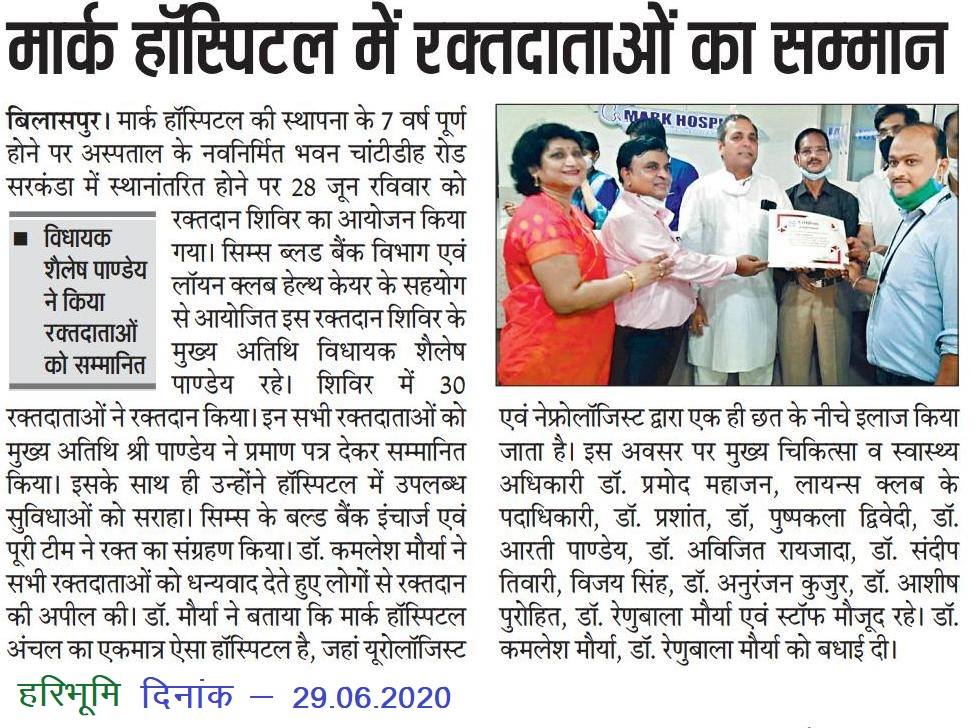 मार्क हॉस्पिटल में रक्तदाताओं का सम्मान
बिलासपुर। मार्क हॉस्पिटल की स्थापना के 7 वर्ष पूर्ण
होने पर अस्पताल के नवनिर्मित भवन चांटीडीह रोड
सरकंडा में स्थानांतरित होने पर 28 जून रविवार को
रक्तदान शिविर का आयोजन किया
गया। सिम्स ब्लड बैंक विभाग एवं
लॉयन क्लब हेल्थ केयर के सहयोग
से आयोजित इस रक्तदान शिविर के
मुख्य अतिथि विधायक शैलेष
पाण्डेय रहे। शिविर में 30
■ विधायक
शैलेष पाण्डेय
ने किया
रक्तदाताओं
को सम्मानित
रक्तदाताओं ने रक्तदान किया। इन सभी रक्तदाताओं को
मुख्य अतिथि श्री पाण्डेय ने प्रमाण पत्र देकर सम्मानित
किया। इसके साथ ही उन्होंने हॉस्पिटल में उपलब्ध
सुविधाओं को सराहा। सिम्स के बल्ड बैंक इंचार्ज एवं
पूरी टीम ने रक्त का संग्रहण किया। डॉ. कमलेश मौर्या ने
सभी रक्तदाताओं को धन्यवाद देते हुए लोगों से रक्तदान
की अपील की। डॉ. मौर्या ने बताया कि मार्क हॉस्पिटल
अंचल का एकमात्र ऐसा हॉस्पिटल है, जहां यूरोलॉजिस्ट
MARK HOSPI
एवं नेफ्रोलॉजिस्ट द्वारा एक ही छत के नीचे इलाज किया
जाता है। इस अवसर पर मुख्य चिकित्सा व स्वास्थ्य
अधिकारी डॉ. प्रमोद महाजन, लायन्स क्लब के
पदाधिकारी, डॉ. प्रशांत, डॉ, पुष्पकला द्विवेदी, डॉ.
आरती पाण्डेय, डॉ. अविजित रायजादा, डॉ. संदीप
तिवारी, विजय सिंह, डॉ. अनुरंजन कुजुर, डॉ. आशीष
पुरोहित, डॉ. रेणुबाला मौर्या एवं स्टॉफ मौजूद रहे। डॉ.
कमलेश मौर्या, डॉ. रेणुबाला मौर्या को बधाई दी।
हरिभूमि दिनांक – 29.06.2020